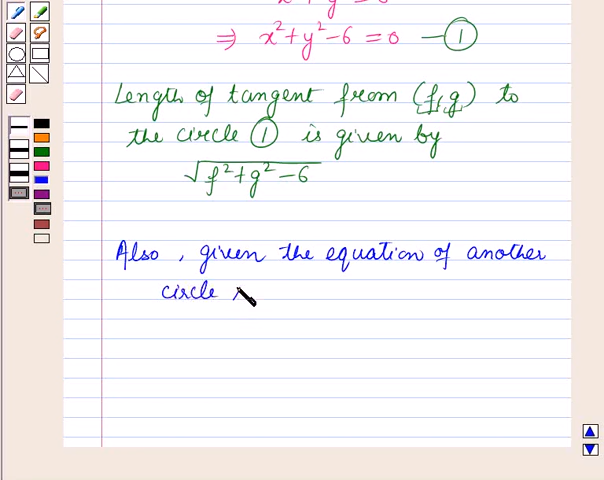 ⇒ x²+y²-6=0 —①
Length of tangent from (f,g) to
the circle ① is given by
√f²+g²-6
Also, given the equation of another
circle